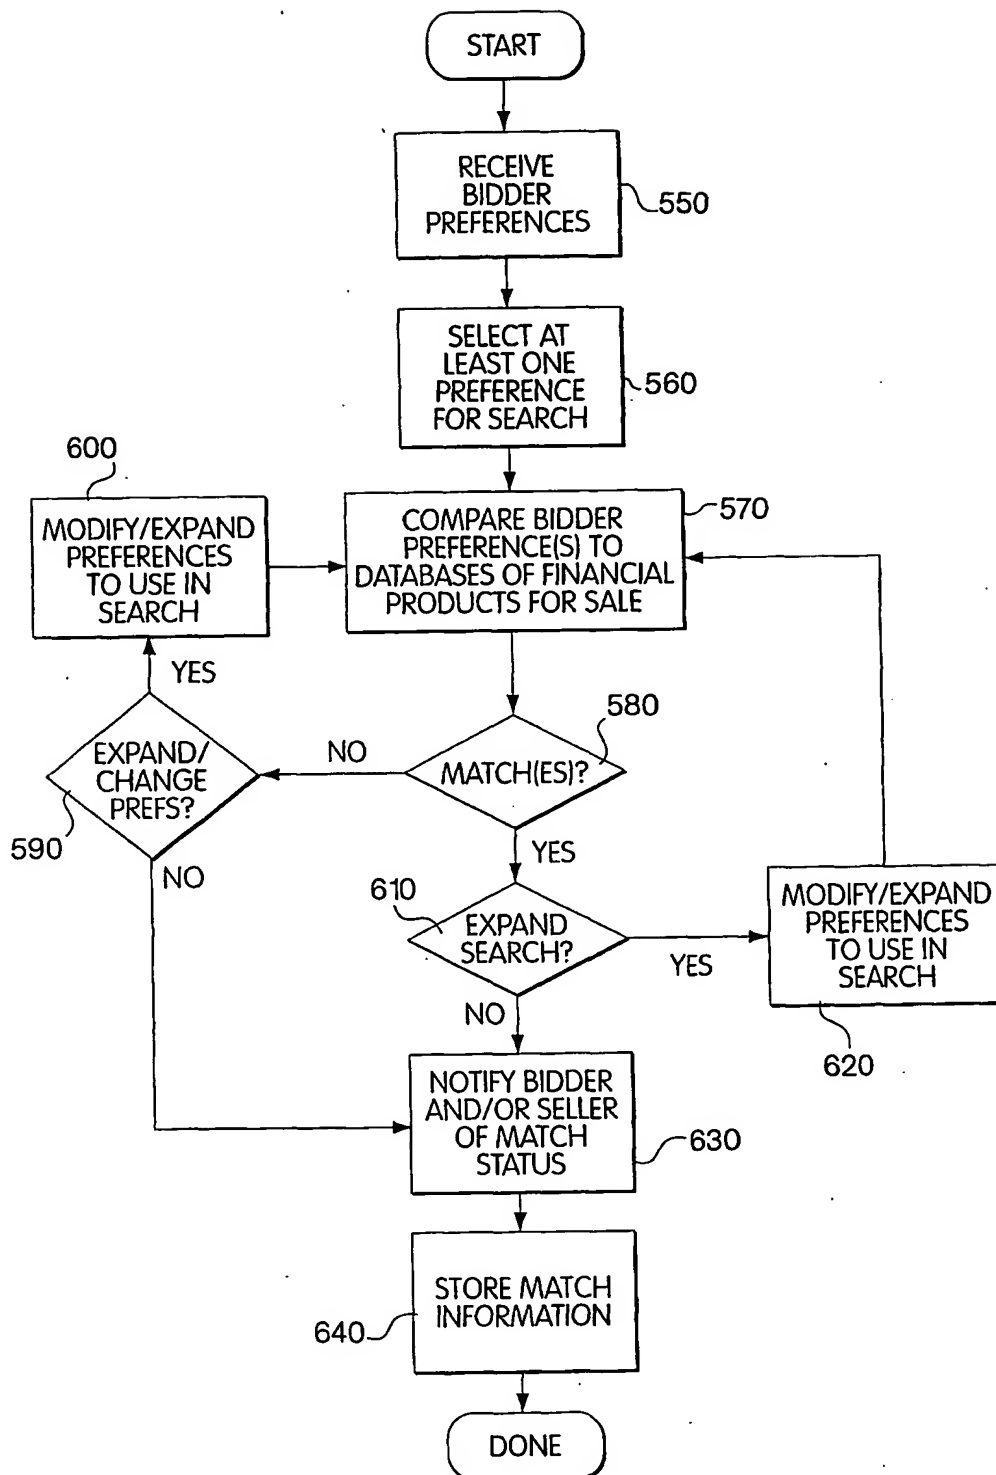 START
RECEIVE
BIDDER
PREFERENCES
550
SELECT AT
LEAST ONE
PREFERENCE
FOR SEARCH
560
600
MODIFY/EXPAND
PREFERENCES
TO USE IN
SEARCH
COMPARE BIDDER
PREFERENCE(S) TO
DATABASES OF FINANCIAL
PRODUCTS FOR SALE
570
YES
EXPAND/
CHANGE
PREFS?
590
NO
NO
MATCH(ES)?
580
YES
610
EXPAND
SEARCH?
YES
MODIFY/EXPAND
PREFERENCES
TO USE IN
SEARCH
620
NO
NOTIFY BIDDER
AND/OR SELLER
OF MATCH
STATUS
630
STORE MATCH
INFORMATION
640
DONE